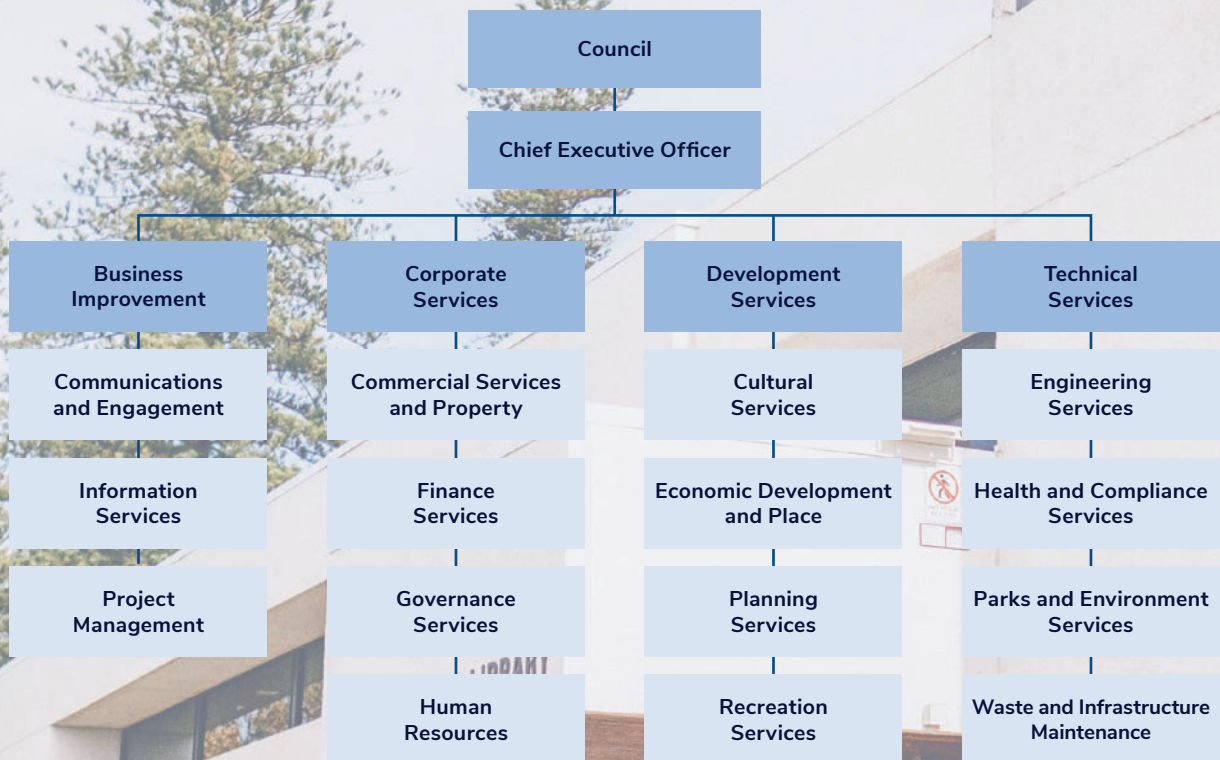 Council
Chief Executive Officer
Business
Improvement
Corporate
Services
Development
Services
Technical
Services
Communications
and Engagement
Commercial Services
and Property
Cultural
Services
Engineering
Services
Information
Services
Finance
Services
Economic Development
and Place
Health and Compliance
Services
Project
Management
Governance
Services
Planning
Services
Parks and Environment
Services
LIBRARY
Human
Resources
Recreation
Services
Waste and Infrastructure
Maintenance